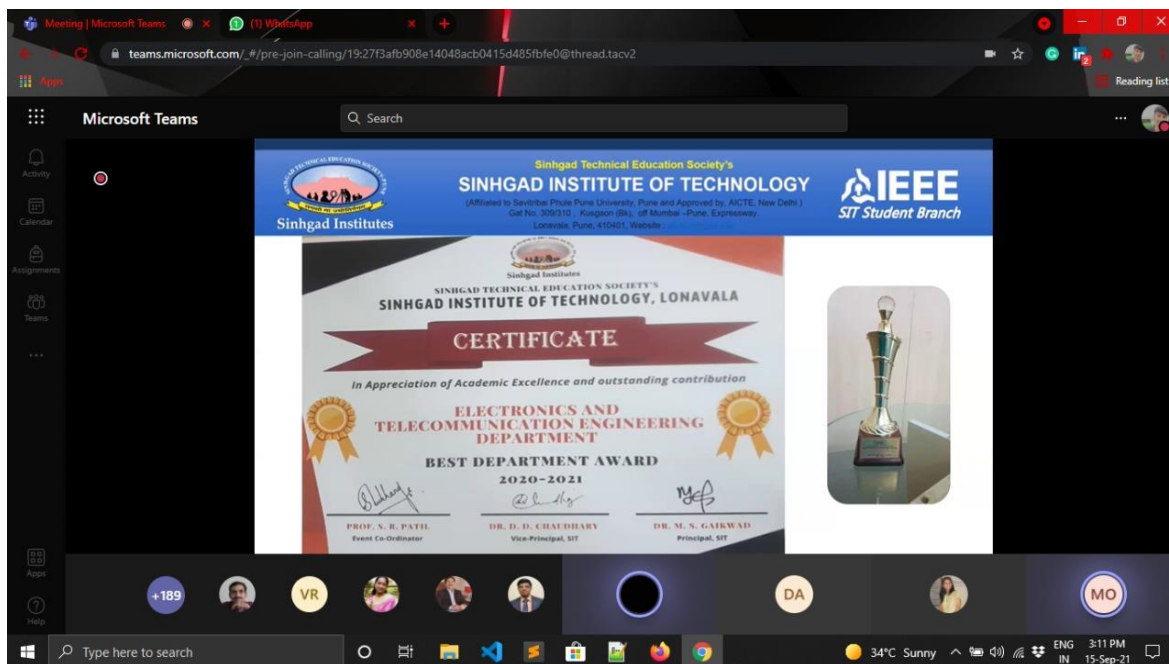 Meeting | Microsoft Teams
(1) WhatsApp
teams.microsoft.com/_#/pre-join-calling/19:27f3afb908e14048acb0415d485fbfe0@thread.tacv2
Apps
Reading list
Microsoft Teams
Search
Activity
Calendar
Assignments
Teams
Apps
Help
Sinhgad Institutes
Sinhgad Technical Education Society's
SINHGAD INSTITUTE OF TECHNOLOGY
(Affiliated to Savitribai Phule Pune University, Pune and Approved by, AICTE, New Delhi.)
Gat No. 309/310 , Kusgaon (Bk), off Mumbai –Pune, Expressway,
Lonavala, Pune, 410401, Website :
IEEE
SIT Student Branch
Sinhgad Institutes
SINHGAD TECHNICAL EDUCATION SOCIETY'S
SINHGAD INSTITUTE OF TECHNOLOGY, LONAVALA
CERTIFICATE
In Appreciation of Academic Excellence and outstanding contribution
ELECTRONICS AND
TELECOMMUNICATION ENGINEERING
DEPARTMENT
BEST DEPARTMENT AWARD
2020-2021
PROF. S. R. PATIL
Event Co-Ordinator
DR. D. D. CHAUDHARY
Vice-Principal, SIT
DR. M. S. GAIKWAD
Principal, SIT
+189
VR
DA
MO
Type here to search
34°C Sunny
ENG
IN
3:11 PM
15-Sep-21